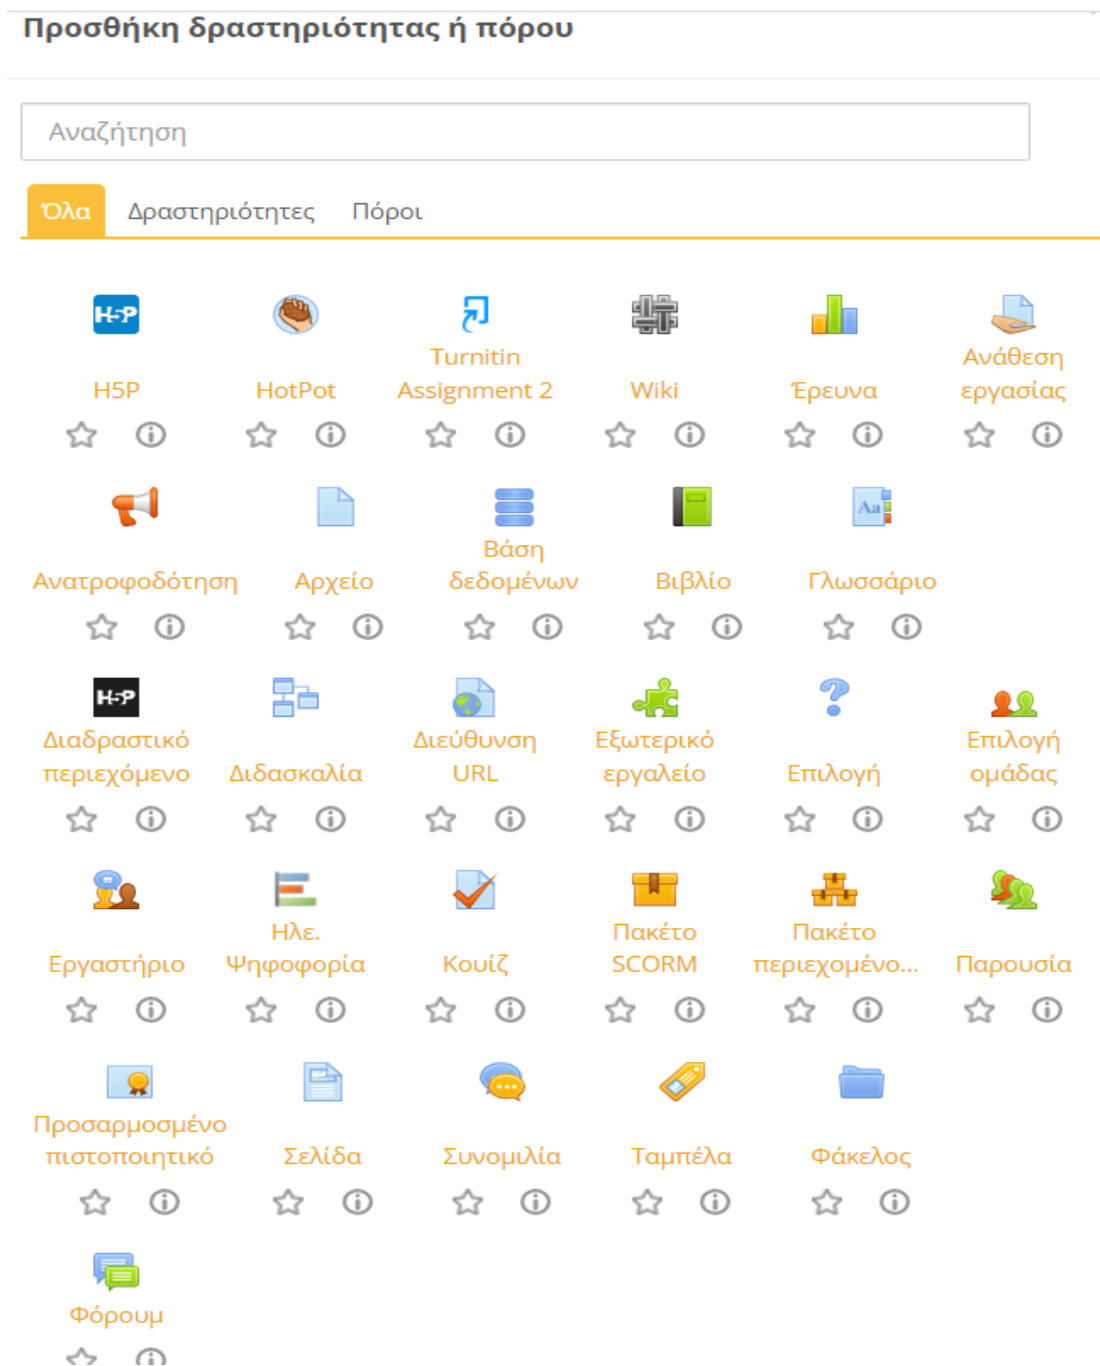 Προσθήκη δραστηριότητας ή πόρου
Αναζήτηση
Όλα Δραστηριότητες Πόροι
H5P
Turnitin Ανάθεση
H5P HotPot Assignment 2 Wiki Έρευνα εργασίας
Aa
Βάση
Ανατροφοδότηση Αρχείο δεδομένων Βιβλίο Γλωσσάριο
H5P
Διαδραστικό Διεύθυνση Εξωτερικό Επιλογή
περιεχόμενο Διδασκαλία URL εργαλείο Επιλογή ομάδας
Ηλε. Πακέτο Πακέτο
Εργαστήριο Ψηφοφορία Κουίζ SCORM περιεχομένο... Παρουσία
Προσαρμοσμένο
πιστοποιητικό Σελίδα Συνομιλία Ταμπέλα Φάκελος
Φόρουμ